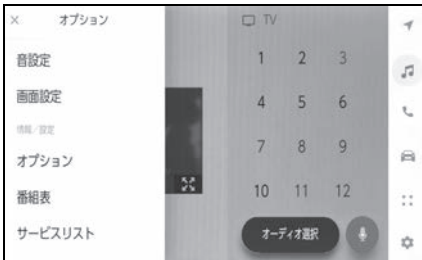 × オプション
音設定
画面設定
情報／設定
オプション
番組表
サービスリスト
TV
1 2 3
4 5 6
7 8 9
10 11 12
オーディオ選択